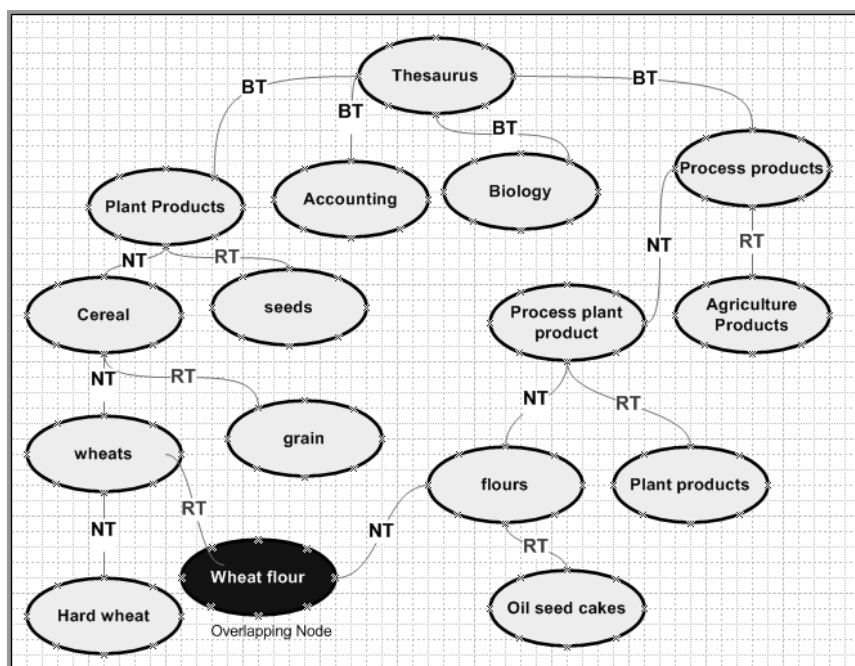 Thesaurus
BT
BT
BT
BT
Plant Products
Accounting
Biology
Process products
NT
RT
NT
RT
Cereal
seeds
Process plant
product
Agriculture
Products
NT
RT
NT
RT
wheats
grain
flours
Plant products
NT
RT
NT
RT
Hard wheat
Wheat flour
Oil seed cakes
Overlapping Node